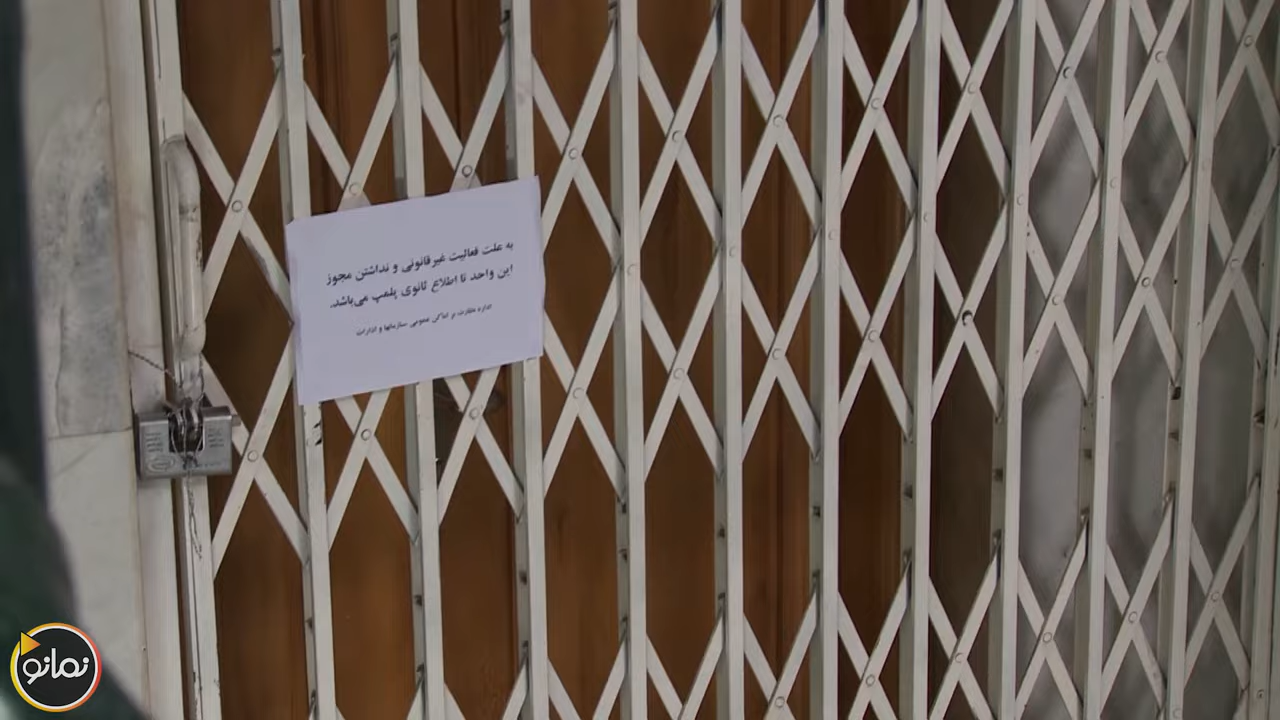 به علت فعالیت غیرقانونی و نداشتن مجوز
این واحد تا اطلاع ثانوی پلمپ می‌باشد.
اداره نظارت بر اماکن عمومی، سازمانها و ادارات
نمانو